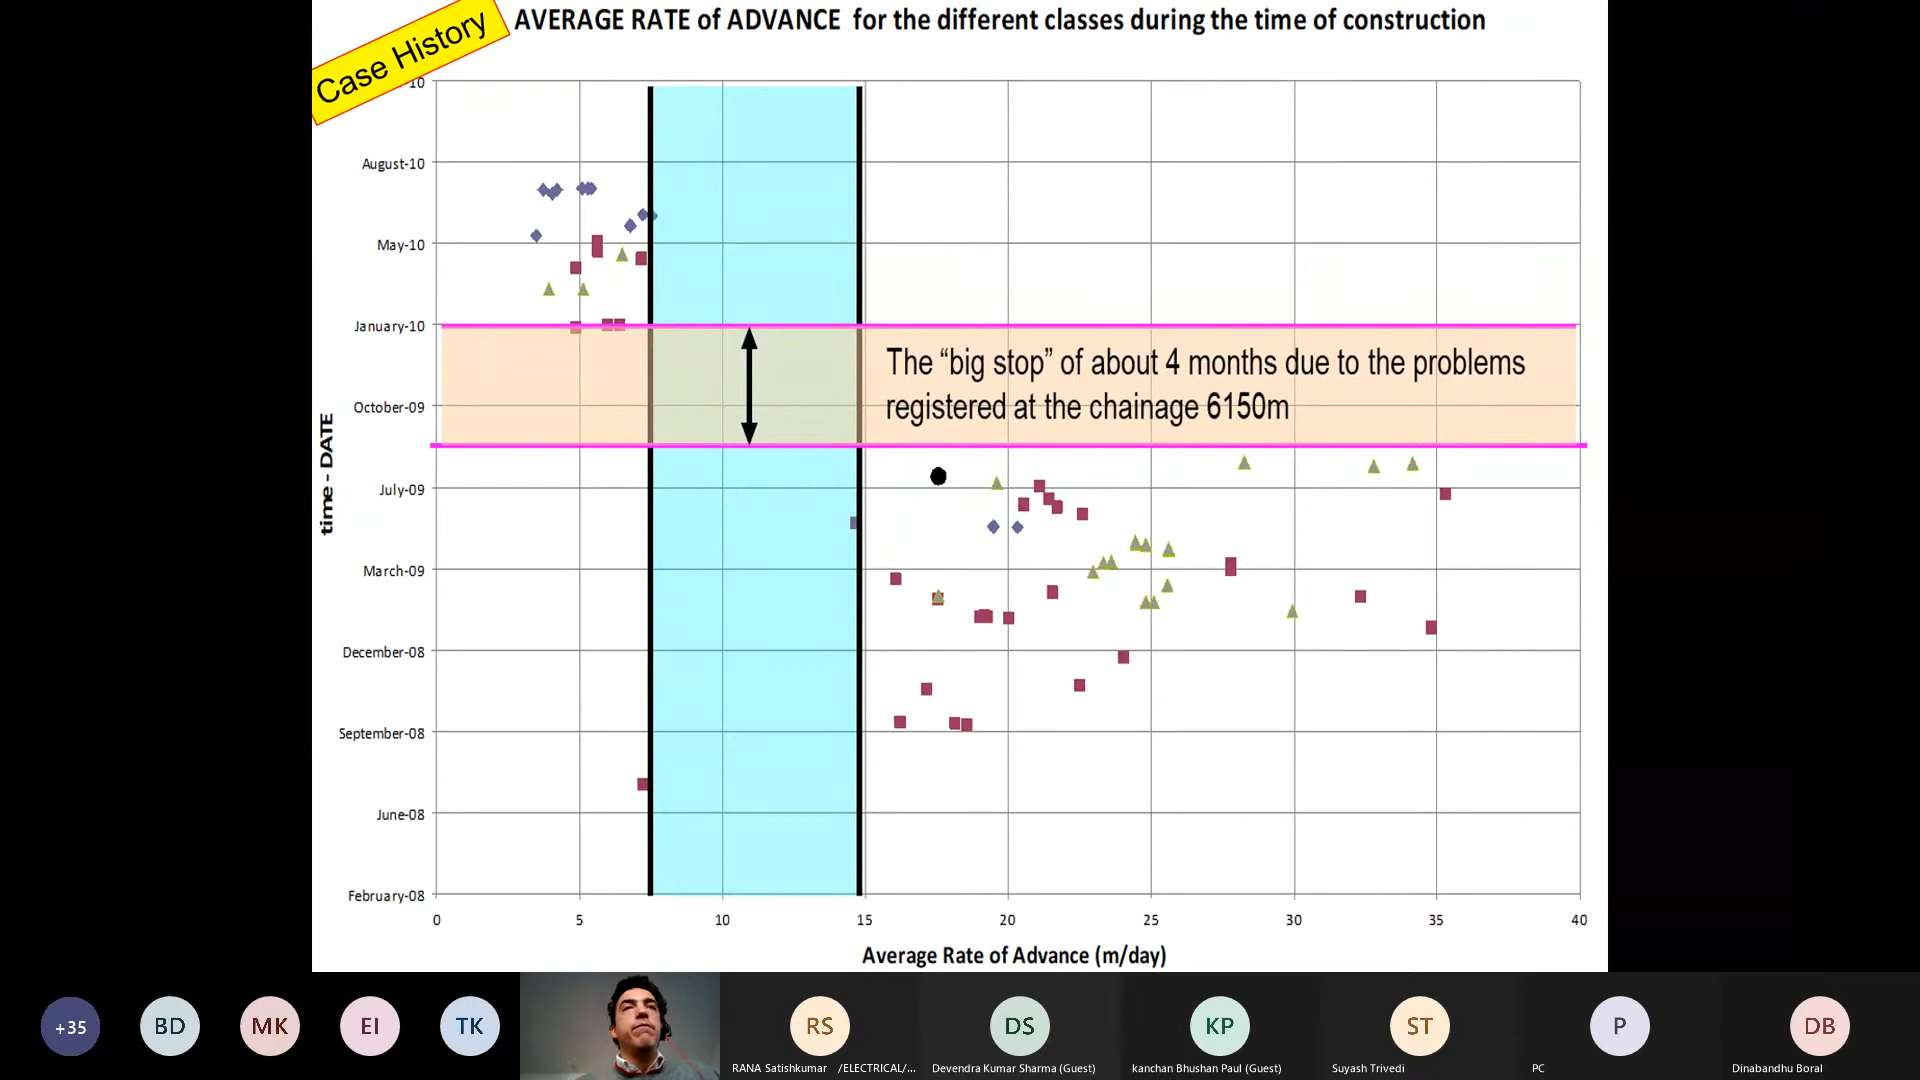 Case History
AVERAGE RATE of ADVANCE for the different classes during the time of construction
10
August-10
May-10
January-10
October-09
July-09
March-09
December-08
September-08
June-08
February-08
time - DATE
The “big stop” of about 4 months due to the problems
registered at the chainage 6150m
0 5 10 15 20 25 30 35 40
Average Rate of Advance (m/day)
+35 BD MK EI TK RS DS KP ST P DB
RANA Satishkumar /ELECTRICAL/... Devendra Kumar Sharma (Guest) kanchan Bhushan Paul (Guest) Suyash Trivedi PC Dinabandhu Boral